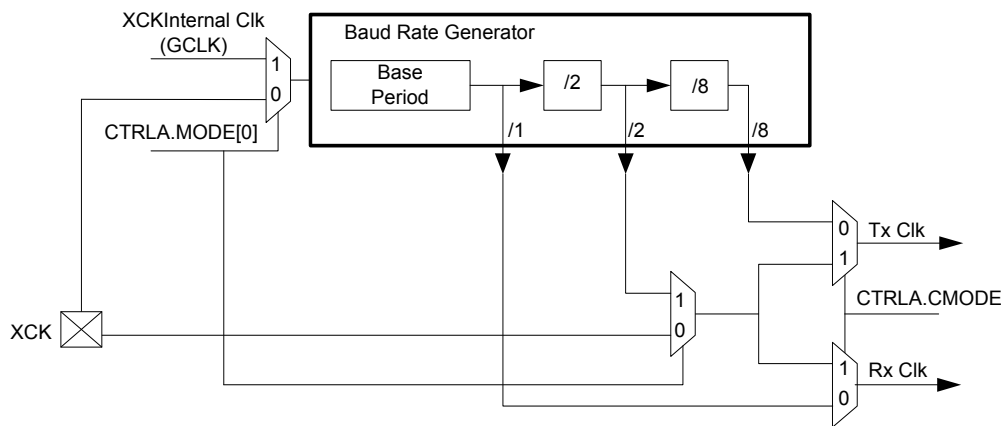 XCKInternal Clk
(GCLK)
Baud Rate Generator
1
0
Base
Period
/2
/8
CTRLA.MODE[0]
/1
/2
/8
0
1
Tx Clk
CTRLA.CMODE
1
0
XCK
1
0
Rx Clk